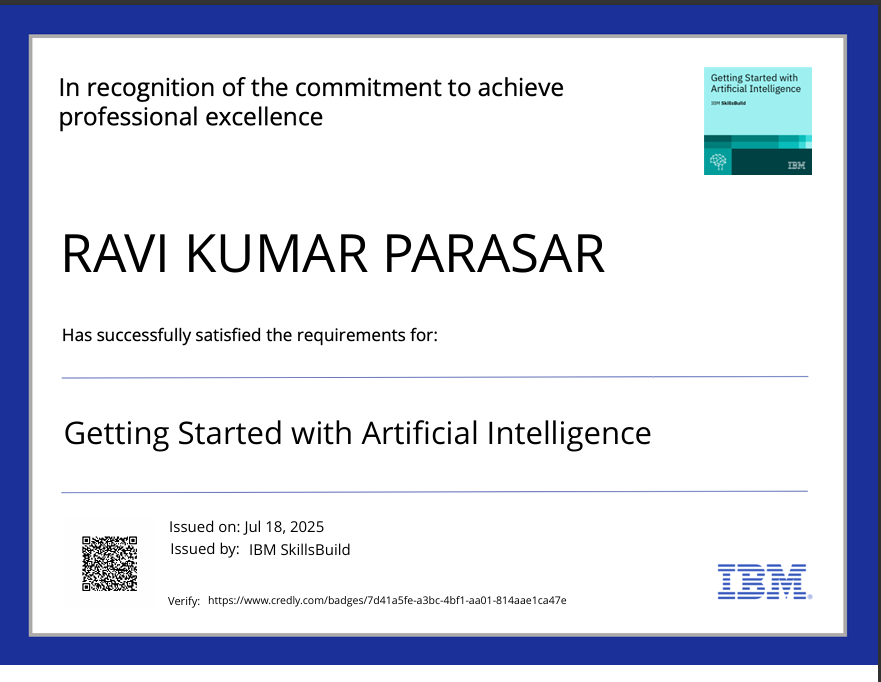 In recognition of the commitment to achieve
professional excellence
Getting Started with
Artificial Intelligence
IBM SkillsBuild
IBM
RAVI KUMAR PARASAR
Has successfully satisfied the requirements for:
Getting Started with Artificial Intelligence
Issued on: Jul 18, 2025
Issued by: IBM SkillsBuild
Verify: https://www.credly.com/badges/7d41a5fe-a3bc-4bf1-aa01-814aae1ca47e
IBM®